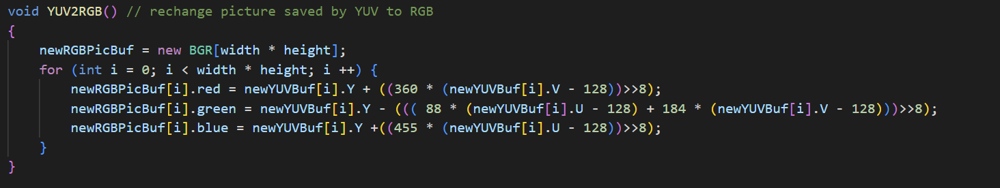 void YUV2RGB() // rechange picture saved by YUV to RGB
{
    newRGBPicBuf = new BGR[width * height];
    for (int i = 0; i < width * height; i ++) {
        newRGBPicBuf[i].red = newYUVBuf[i].Y + ((360 * (newYUVBuf[i].V - 128))>>8);
        newRGBPicBuf[i].green = newYUVBuf[i].Y - ((( 88 * (newYUVBuf[i].U - 128) + 184 * (newYUVBuf[i].V - 128)))>>8);
        newRGBPicBuf[i].blue = newYUVBuf[i].Y +((455 * (newYUVBuf[i].U - 128))>>8);
    }
}